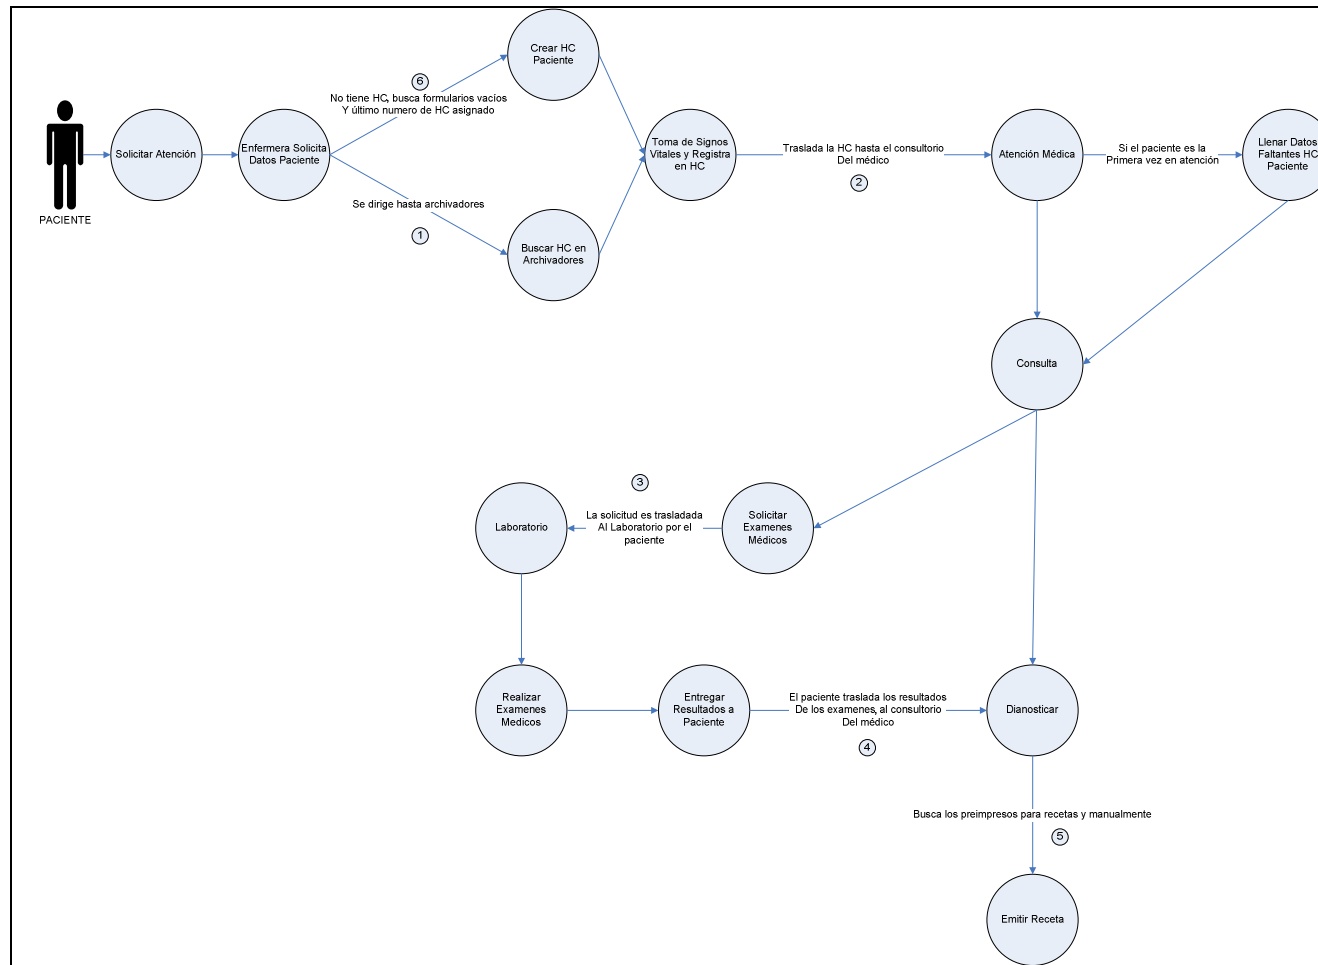 Crear HC
Paciente
6
No tiene HC, busca formularios vacíos
Y último numero de HC asignado
PACIENTE
Solicitar Atención
Enfermera Solicita
Datos Paciente
Se dirige hasta archivadores
1
Buscar HC en
Archivadores
Toma de Signos
Vitales y Registra
en HC
Traslada la HC hasta el consultorio
Del médico
2
Atención Médica
Si el paciente es la
Primera vez en atención
Llenar Datos
Faltantes HC
Paciente
Consulta
3
Laboratorio
La solicitud es trasladada
Al Laboratorio por el
paciente
Solicitar
Examenes
Médicos
Realizar
Examenes
Medicos
Entregar
Resultados a
Paciente
El paciente traslada los resultados
De los examenes, al consultorio
Del médico
4
Dianosticar
Busca los preimpresos para recetas y manualmente
5
Emitir Receta